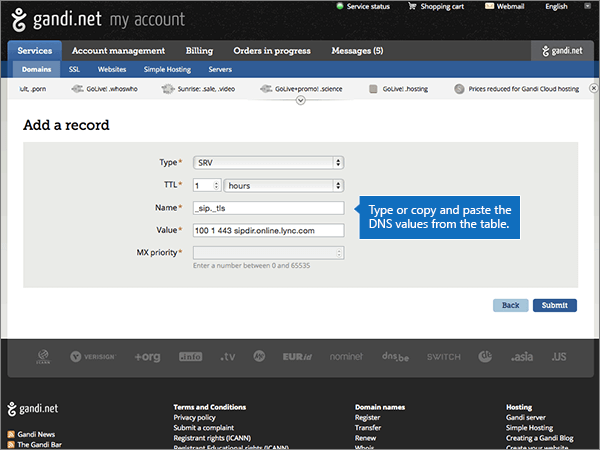 Service status Shopping cart Webmail English
gandi.net my account
Services Account management Billing Orders in progress Messages (5) gandi.net
Domains SSL Websites Simple Hosting Servers
ult, .porn GoLive! .whoswho Sunrise: .sale, .video GoLive+promo! .science GoLive! .hosting Prices reduced for Gandi Cloud hosting
Add a record
Type* SRV
TTL* 1 hours
Name* _sip._tls
Type or copy and paste the
DNS values from the table.
Value* 100 1 443 sipdir.online.lync.com
MX priority*
Enter a number between 0 and 65535
Back Submit
VERISIGN +org .info .tv EURid nominet dns.be SWITCH .asia .US
gandi.net Terms and Conditions Domain names Hosting
Privacy policy Register Gandi server
Submit a complaint Transfer Simple Hosting
Gandi News Registrant rights (ICANN) Renew Creating a Gandi Blog
The Gandi Bar Registrant Educational rights (ICANN) Whois Create your website